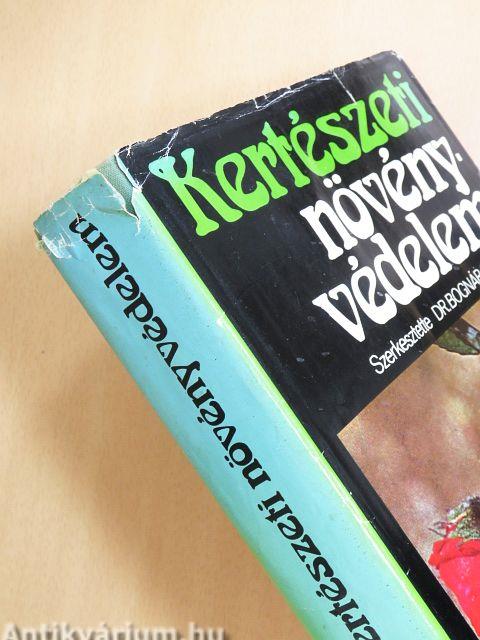 Kertészeti
növény-
védelem
Szerkesztette DR. BOGNÁR
Kertészeti növényvédelem
Antikvárium.hu